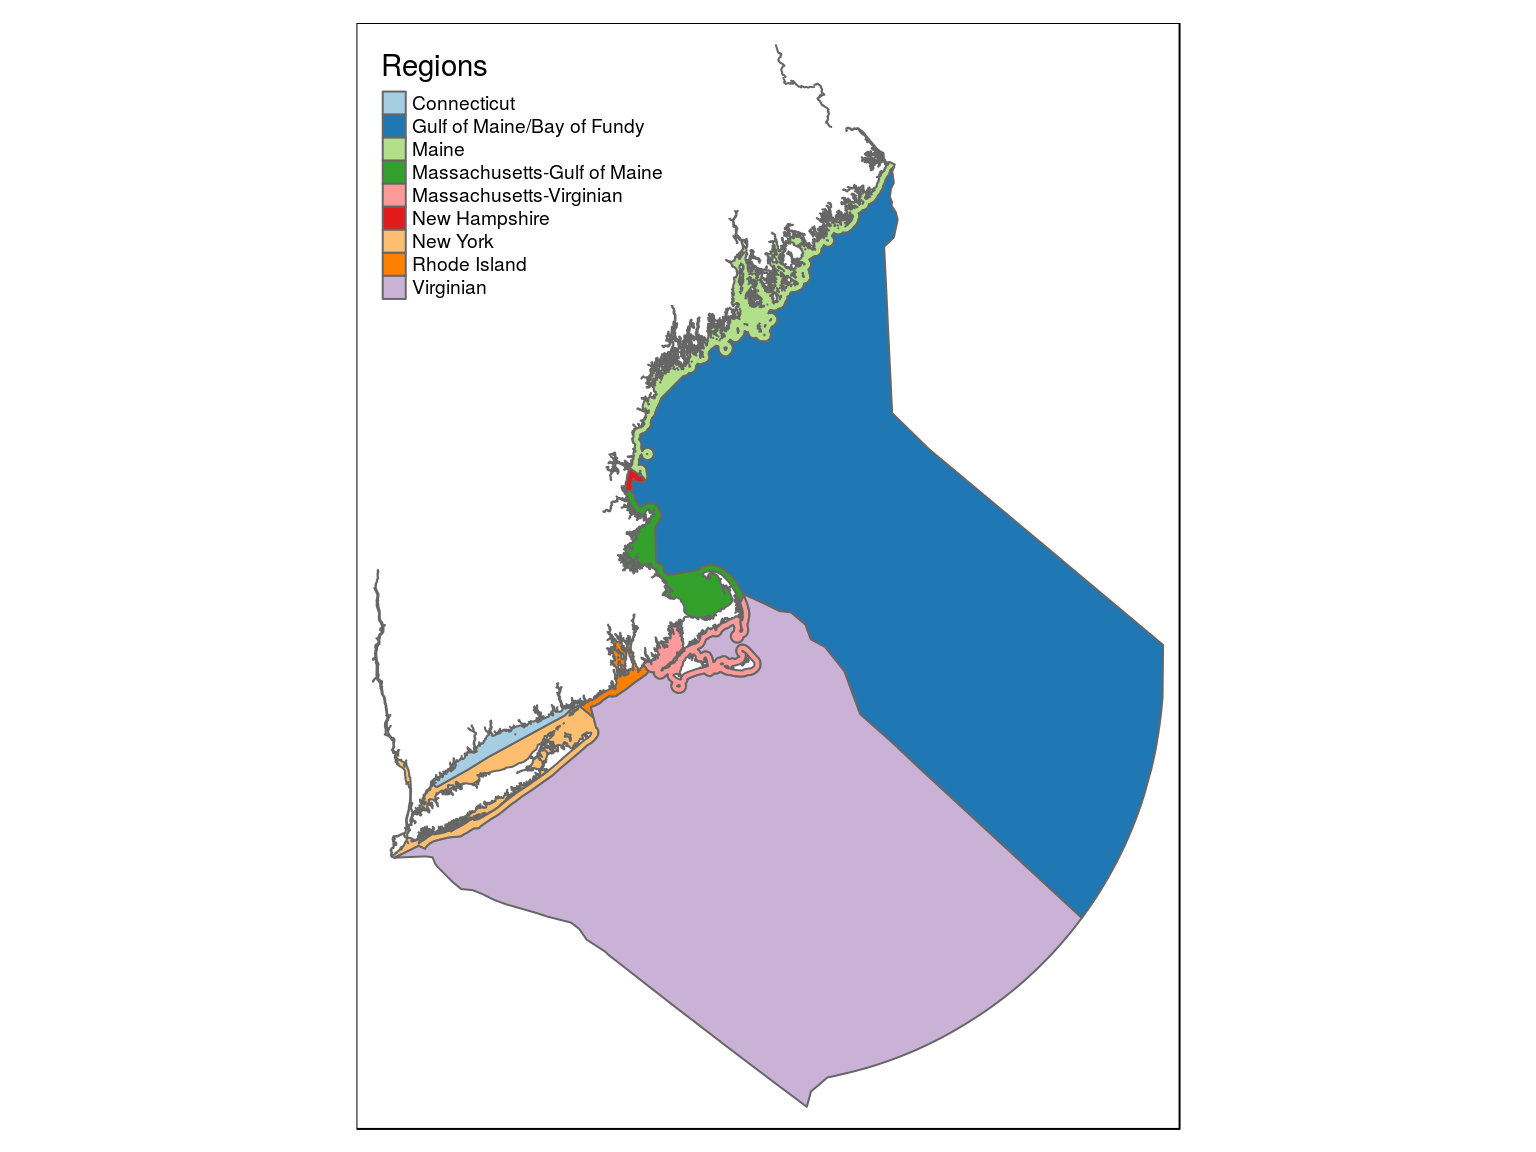 Regions
Connecticut
Gulf of Maine/Bay of Fundy
Maine
Massachusetts-Gulf of Maine
Massachusetts-Virginian
New Hampshire
New York
Rhode Island
Virginian